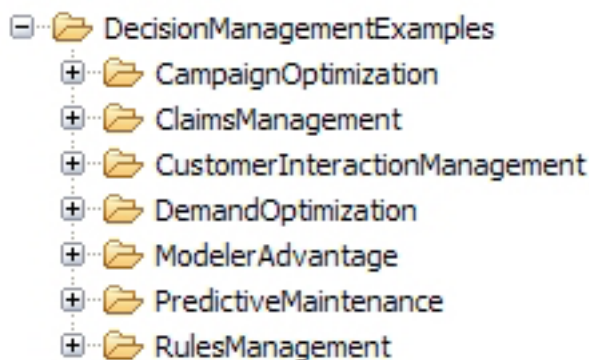 DecisionManagementExamples
CampaignOptimization
ClaimsManagement
CustomerInteractionManagement
DemandOptimization
ModelerAdvantage
PredictiveMaintenance
RulesManagement